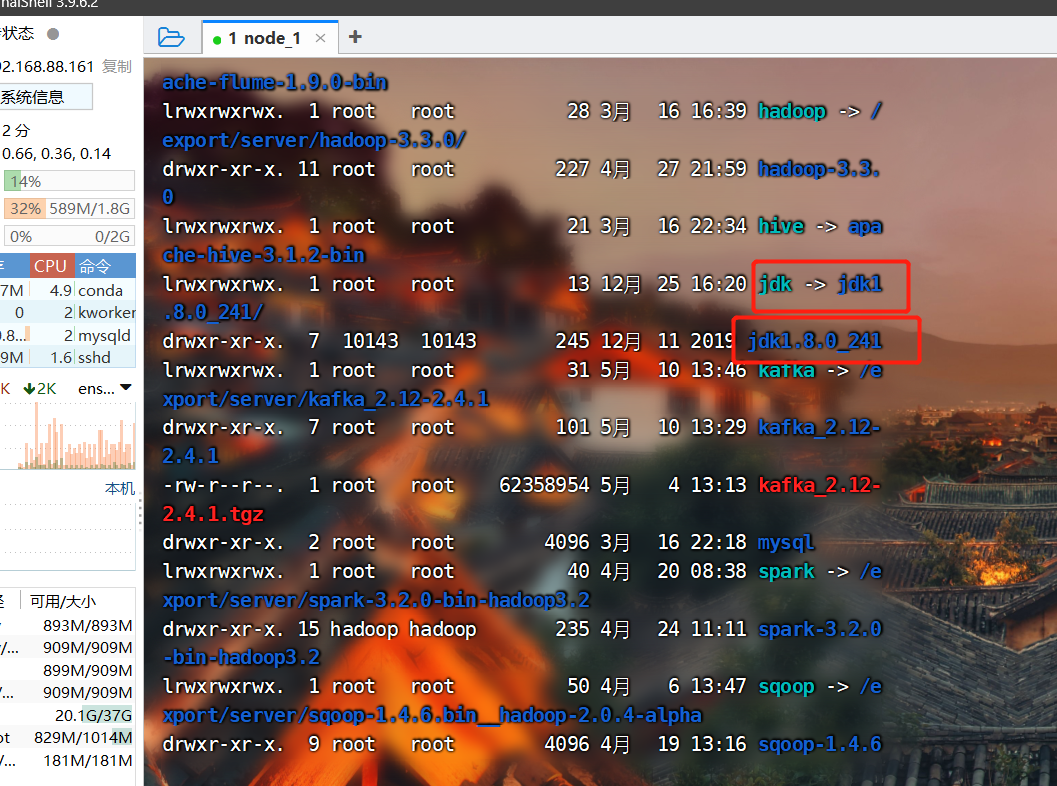 nalShell 3.9.6.2
状态
1 node_1
92.168.88.161 复制
系统信息
2 分
0.66, 0.36, 0.14
14%
32% 589M/1.8G
0% 0/2G
CPU 命令
7M 4.9 conda
0 2 kworker
0.8... 2 mysqld
9M 1.6 sshd
K 2K ens...
本机
可用/大小
893M/893M
/... 909M/909M
899M/909M
/... 909M/909M
20.1G/37G
ot 829M/1014M
/... 181M/181M
ache-flume-1.9.0-bin
lrwxrwxrwx. 1 root root 28 3月 16 16:39 hadoop -> /
export/server/hadoop-3.3.0/
drwxr-xr-x. 11 root root 227 4月 27 21:59 hadoop-3.3.
0
lrwxrwxrwx. 1 root root 21 3月 16 22:34 hive -> apa
che-hive-3.1.2-bin
lrwxrwxrwx. 1 root root 13 12月 25 16:20 jdk -> jdk1
.8.0_241/
drwxr-xr-x. 7 10143 10143 245 12月 11 2019 jdk1.8.0_241
lrwxrwxrwx. 1 root root 31 5月 10 13:46 kafka -> /e
xport/server/kafka_2.12-2.4.1
drwxr-xr-x. 7 root root 101 5月 10 13:29 kafka_2.12-
2.4.1
-rw-r--r--. 1 root root 62358954 5月 4 13:13 kafka_2.12-
2.4.1.tgz
drwxr-xr-x. 2 root root 4096 3月 16 22:18 mysql
lrwxrwxrwx. 1 root root 40 4月 20 08:38 spark -> /e
xport/server/spark-3.2.0-bin-hadoop3.2
drwxr-xr-x. 15 hadoop hadoop 235 4月 24 11:11 spark-3.2.0
-bin-hadoop3.2
lrwxrwxrwx. 1 root root 50 4月 6 13:47 sqoop -> /e
xport/server/sqoop-1.4.6.bin__hadoop-2.0.4-alpha
drwxr-xr-x. 9 root root 4096 4月 19 13:16 sqoop-1.4.6